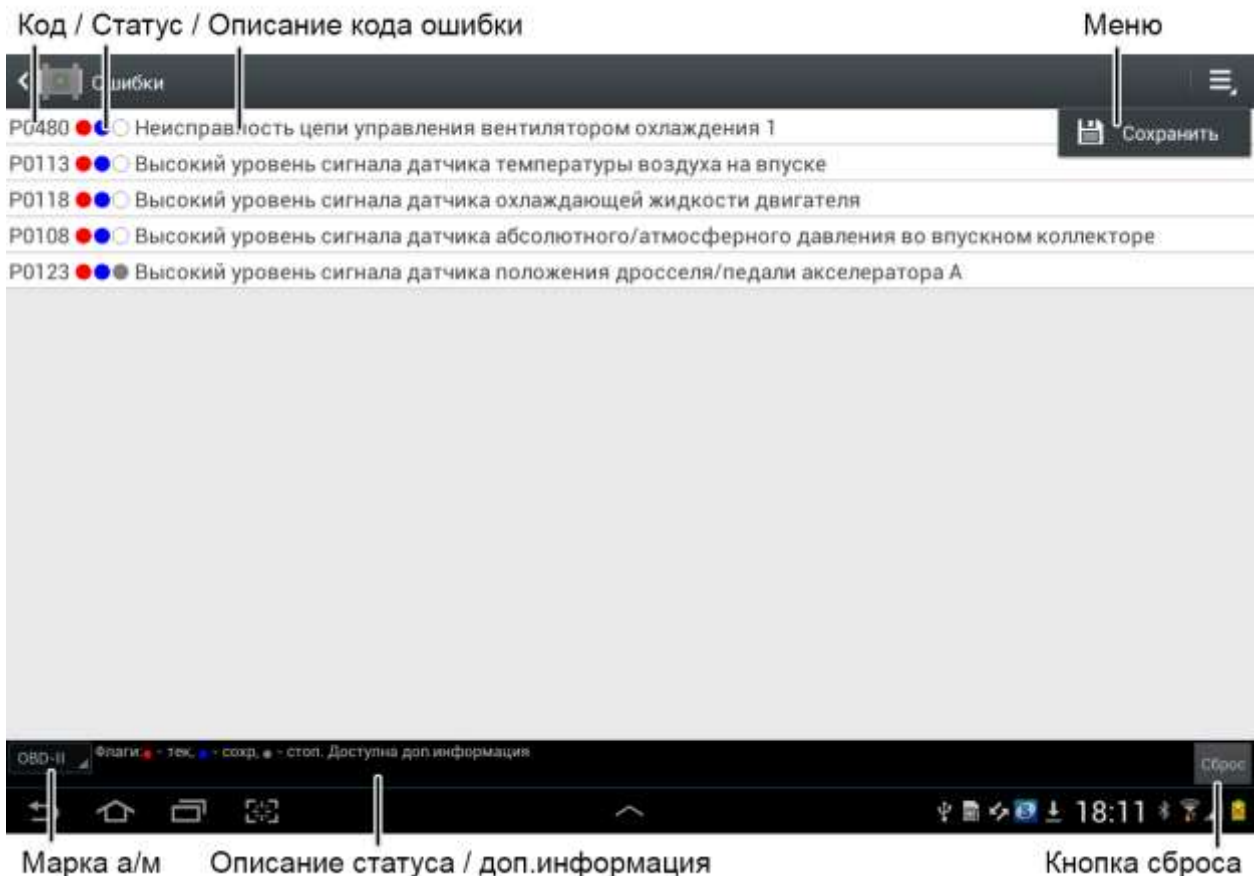 Код / Статус / Описание кода ошибки
Меню
Ошибки
P0480 Неисправность цепи управления вентилятором охлаждения 1
Сохранить
P0113 Высокий уровень сигнала датчика температуры воздуха на впуске
P0118 Высокий уровень сигнала датчика охлаждающей жидкости двигателя
P0108 Высокий уровень сигнала датчика абсолютного/атмосферного давления во впускном коллекторе
P0123 Высокий уровень сигнала датчика положения дросселя/педали акселератора А
OBD-II
Флаги: - тек, - сохр, - стоп. Доступна доп.информация
Сброс
18:11
Марка а/м
Описание статуса / доп.информация
Кнопка сброса